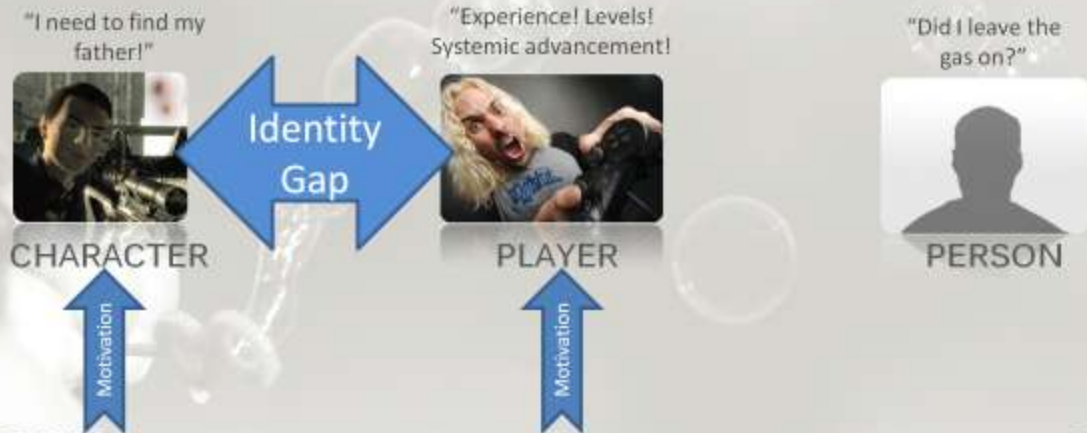 "I need to find my
father!"
"Experience! Levels!
Systemic advancement!
"Did I leave the
gas on?"
Identity
Gap
CHARACTER
PLAYER
PERSON
Motivation
Motivation